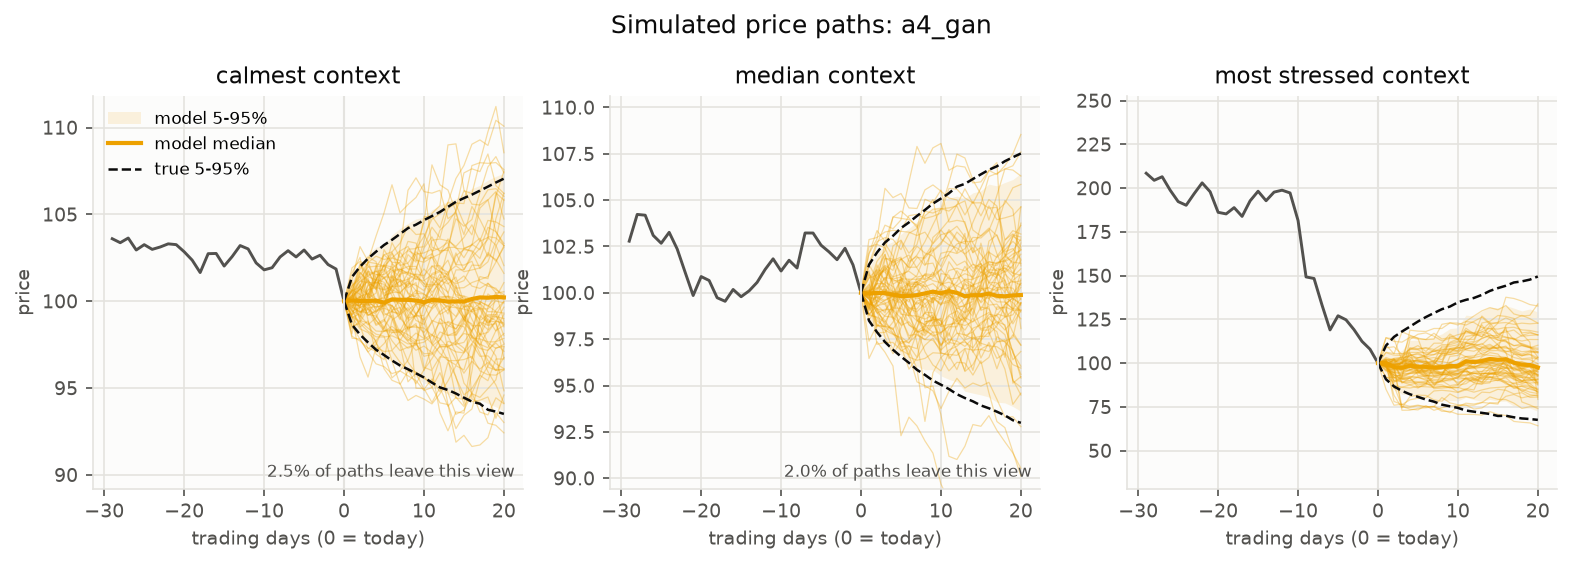 Simulated price paths: a4_gan
calmest context
110
105
100
95
90
price
model 5-95%
model median
true 5-95%
2.5% of paths leave this view
−30 −20 −10 0 10 20
trading days (0 = today)
median context
110.0
107.5
105.0
102.5
100.0
97.5
95.0
92.5
90.0
price
2.0% of paths leave this view
−30 −20 −10 0 10 20
trading days (0 = today)
most stressed context
250
225
200
175
150
125
100
75
50
price
−30 −20 −10 0 10 20
trading days (0 = today)